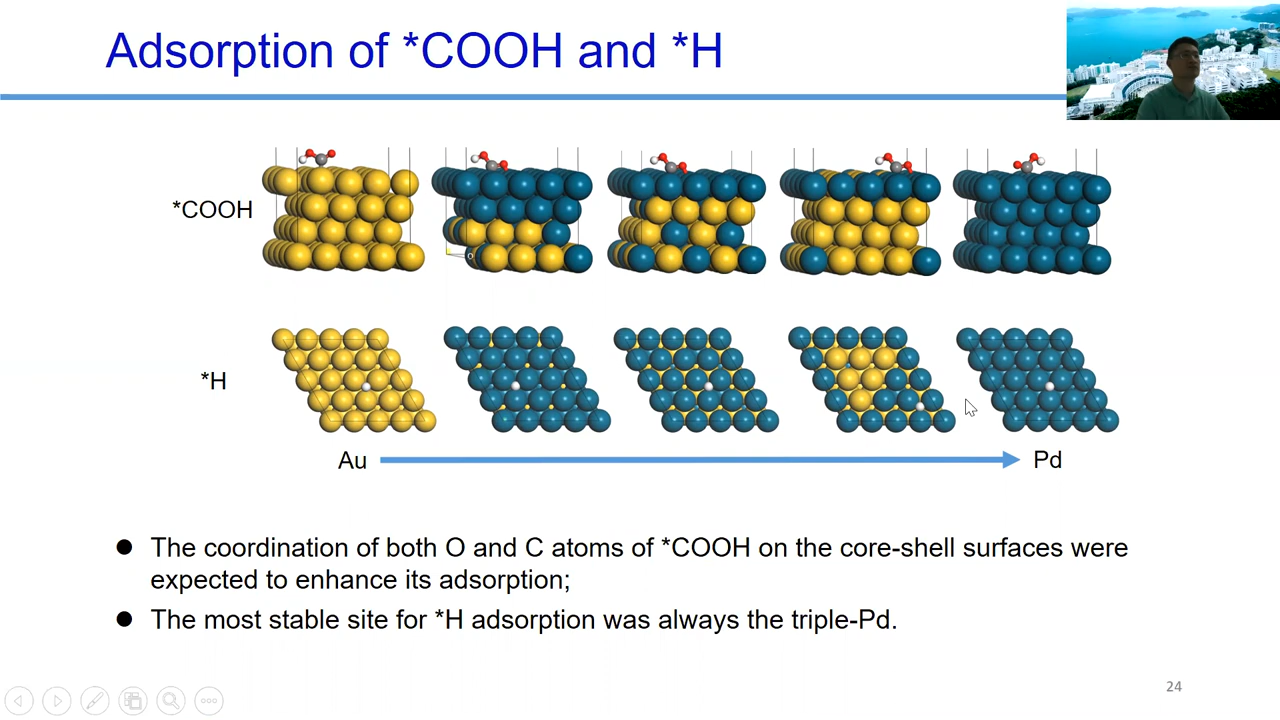 Adsorption of *COOH and *H
*COOH
*H
Au
Pd
● The coordination of both O and C atoms of *COOH on the core-shell surfaces were
expected to enhance its adsorption;
● The most stable site for *H adsorption was always the triple-Pd.
24